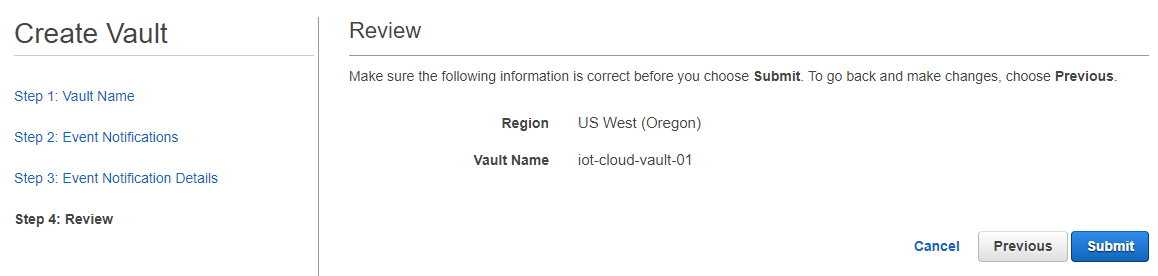 Create Vault
Step 1: Vault Name
Step 2: Event Notifications
Step 3: Event Notification Details
Step 4: Review
Review
Make sure the following information is correct before you choose Submit. To go back and make changes, choose Previous.
Region US West (Oregon)
Vault Name iot-cloud-vault-01
Cancel Previous Submit